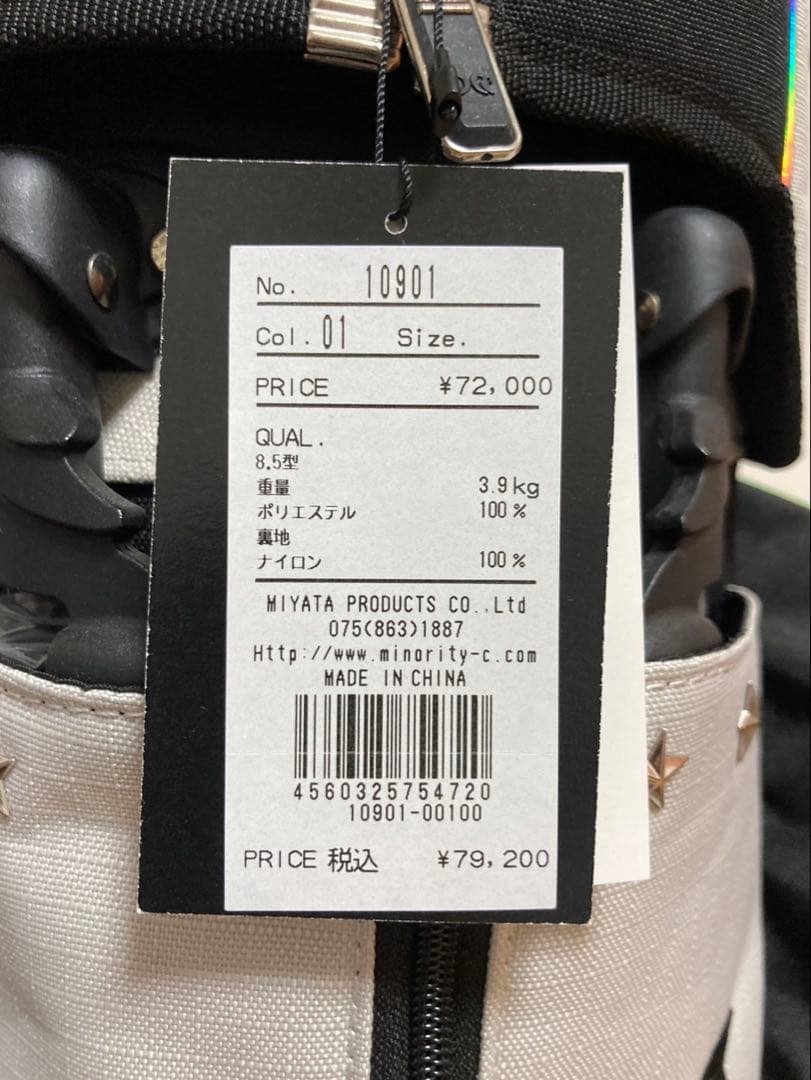 No. 10901
Col. 01 Size.
PRICE ¥72,000
QUAL.
8.5型
重量 3.9kg
ポリエステル 100%
裏地
ナイロン 100%
MIYATA PRODUCTS CO.,Ltd
075(863)1887
Http://www.minority-c.com
MADE IN CHINA
4560325754720
10901-00100
PRICE 税込 ¥79,200